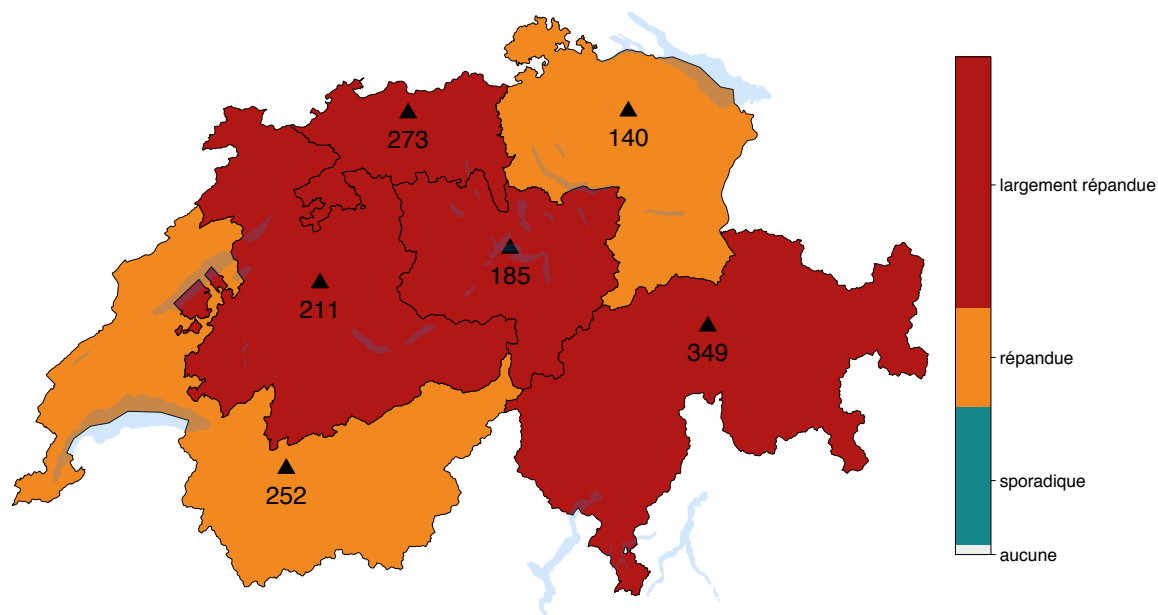 273
140
185
211
349
252
largement répandue
répandue
sporadique
aucune